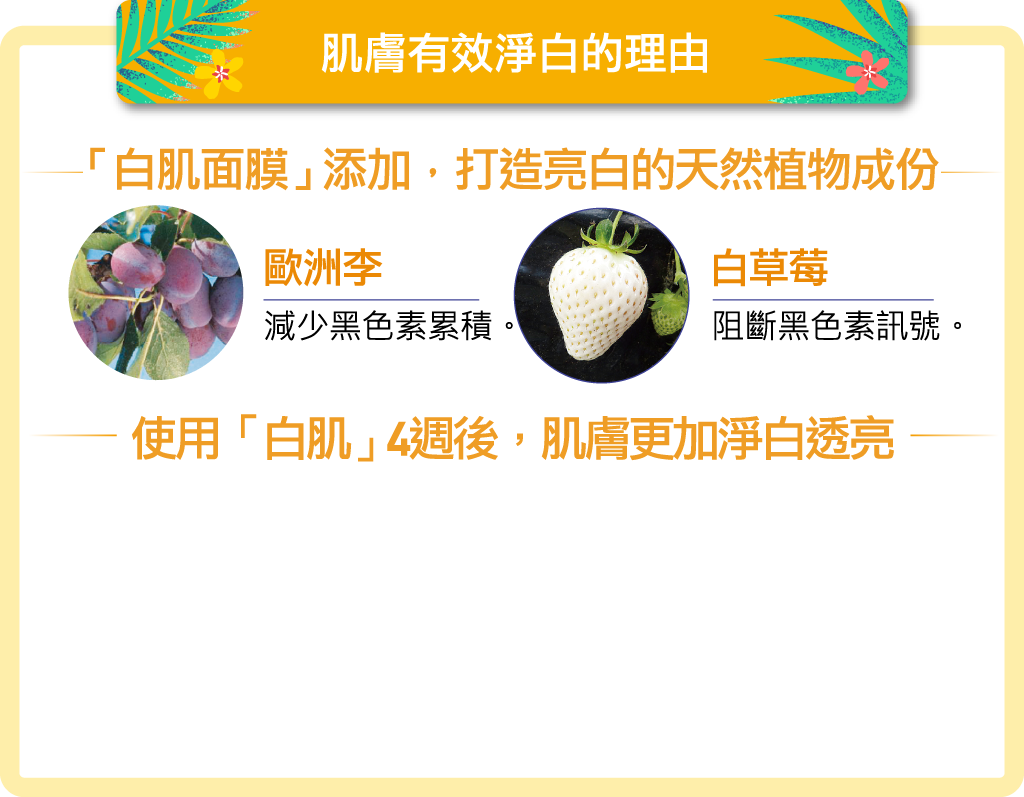 肌膚有效淨白的理由
「白肌面膜」添加，打造亮白的天然植物成份
歐洲李
減少黑色素累積。
白草莓
阻斷黑色素訊號。
使用「白肌」4週後，肌膚更加淨白透亮